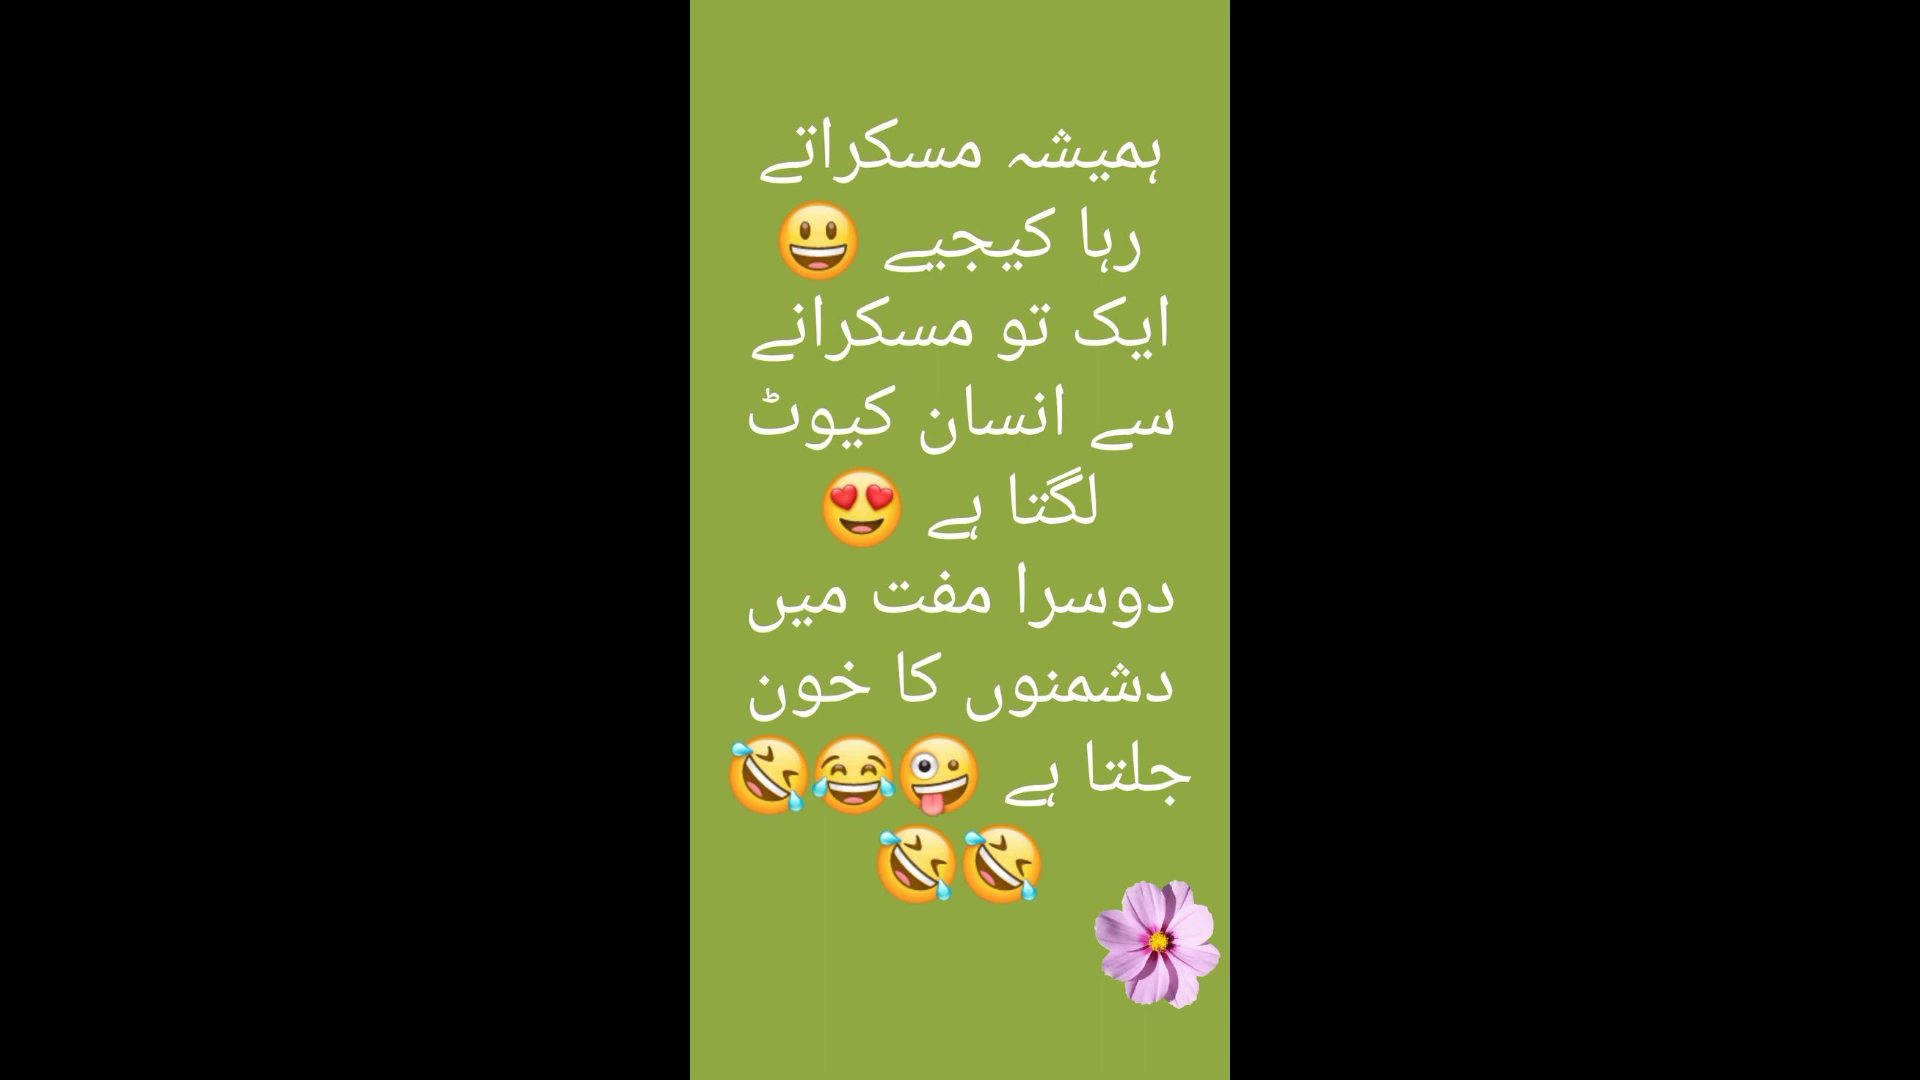 ہمیشہ مسکراتے
رہا کیجیے 😃
ایک تو مسکرانے
سے انسان کیوٹ
لگتا ہے 😍
دوسرا مفت میں
دشمنوں کا خون
جلتا ہے 🤪😂🤣
🤣🤣